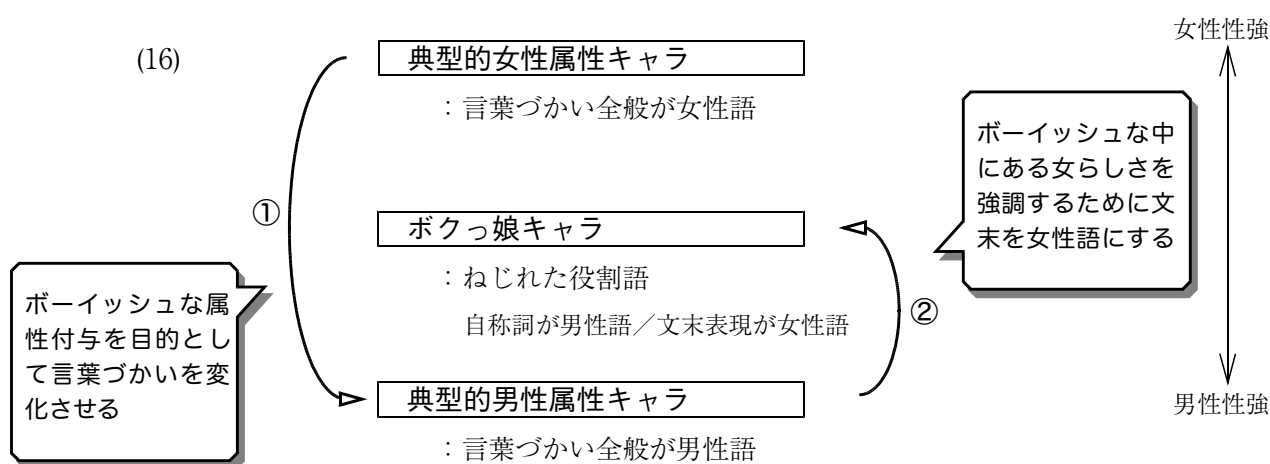 女性性強
(16)
典型的女性属性キャラ
：言葉づかい全般が女性語
ボーイッシュな中
にある女らしさを
強調するために文
末を女性語にする
①
ボクっ娘キャラ
：ねじれた役割語
自称詞が男性語／文末表現が女性語
②
ボーイッシュな属
性付与を目的とし
て言葉づかいを変
化させる
典型的男性属性キャラ
：言葉づかい全般が男性語
男性性強